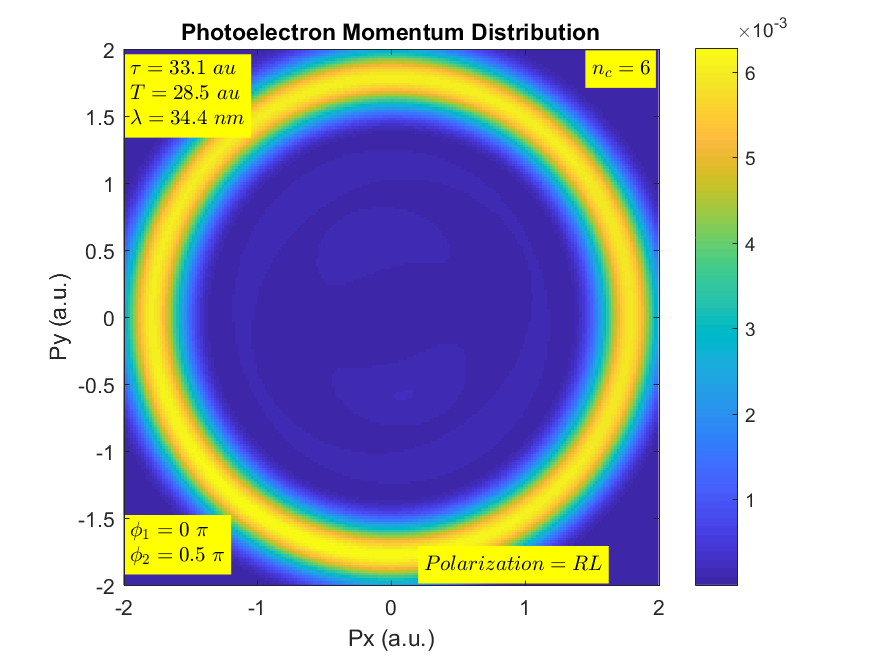 Photoelectron Momentum Distribution
×10⁻³
τ = 33.1 au
T = 28.5 au
λ = 34.4 nm
n_c = 6
2
1.5
1
0.5
0
-0.5
-1
-1.5
-2
Py (a.u.)
6
5
4
3
2
1
ϕ₁ = 0 π
ϕ₂ = 0.5 π
Polarization = RL
-2
-1
0
1
2
Px (a.u.)